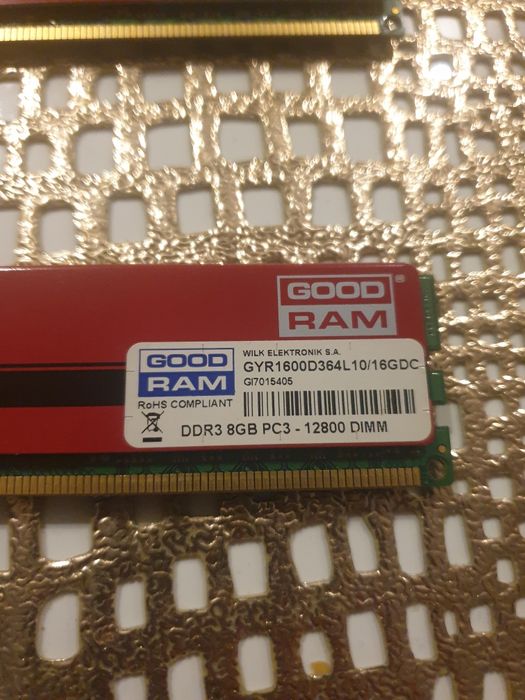 GOOD
RAM
GOOD
RAM
WILK ELEKTRONIK S.A.
GYR1600D364L10/16GDC
GI7015405
RoHS COMPLIANT
DDR3 8GB PC3 - 12800 DIMM